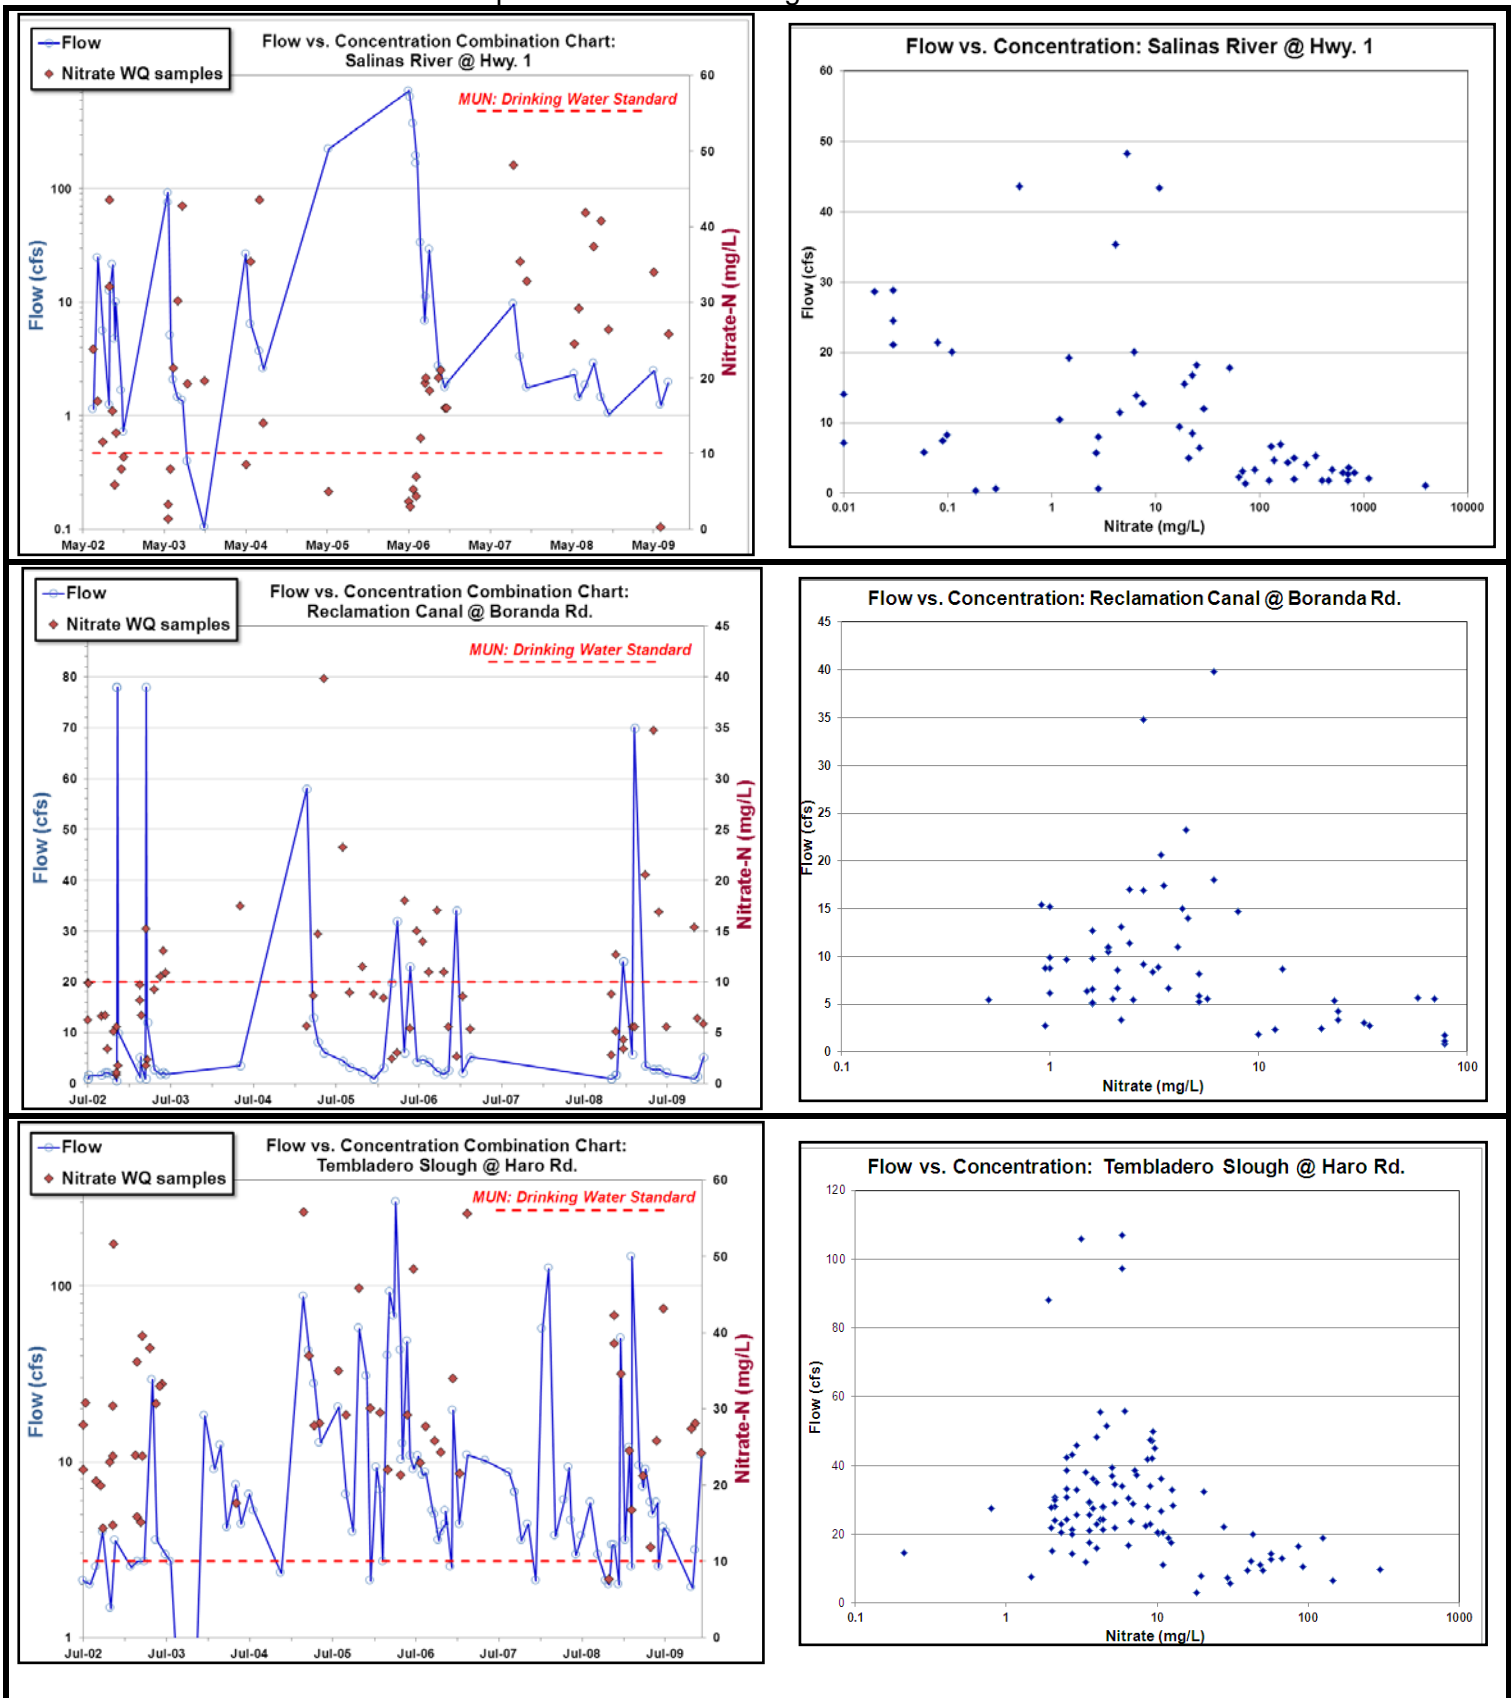 Flow
Nitrate WQ samples
Flow vs. Concentration Combination Chart:
Salinas River @ Hwy. 1
MUN: Drinking Water Standard
Flow (cfs)
100
10
1
0.1
Nitrate-N (mg/L)
60
50
40
30
20
10
0
May-02 May-03 May-04 May-05 May-06 May-07 May-08 May-09
Flow vs. Concentration: Salinas River @ Hwy. 1
Flow (cfs)
60
50
40
30
20
10
0
0.01 0.1 1 10 100 1000 10000
Nitrate (mg/L)
Flow
Nitrate WQ samples
Flow vs. Concentration Combination Chart:
Reclamation Canal @ Boranda Rd.
MUN: Drinking Water Standard
Flow (cfs)
80
70
60
50
40
30
20
10
0
Nitrate-N (mg/L)
45
40
35
30
25
20
15
10
5
0
Jul-02 Jul-03 Jul-04 Jul-05 Jul-06 Jul-07 Jul-08 Jul-09
Flow vs. Concentration: Reclamation Canal @ Boranda Rd.
Flow (cfs)
45
40
35
30
25
20
15
10
5
0
0.1 1 10 100
Nitrate (mg/L)
Flow
Nitrate WQ samples
Flow vs. Concentration Combination Chart:
Tembladero Slough @ Haro Rd.
MUN: Drinking Water Standard
Flow (cfs)
100
10
1
Nitrate-N (mg/L)
60
50
40
30
20
10
0
Jul-02 Jul-03 Jul-04 Jul-05 Jul-06 Jul-07 Jul-08 Jul-09
Flow vs. Concentration: Tembladero Slough @ Haro Rd.
Flow (cfs)
120
100
80
60
40
20
0
0.1 1 10 100 1000
Nitrate (mg/L)